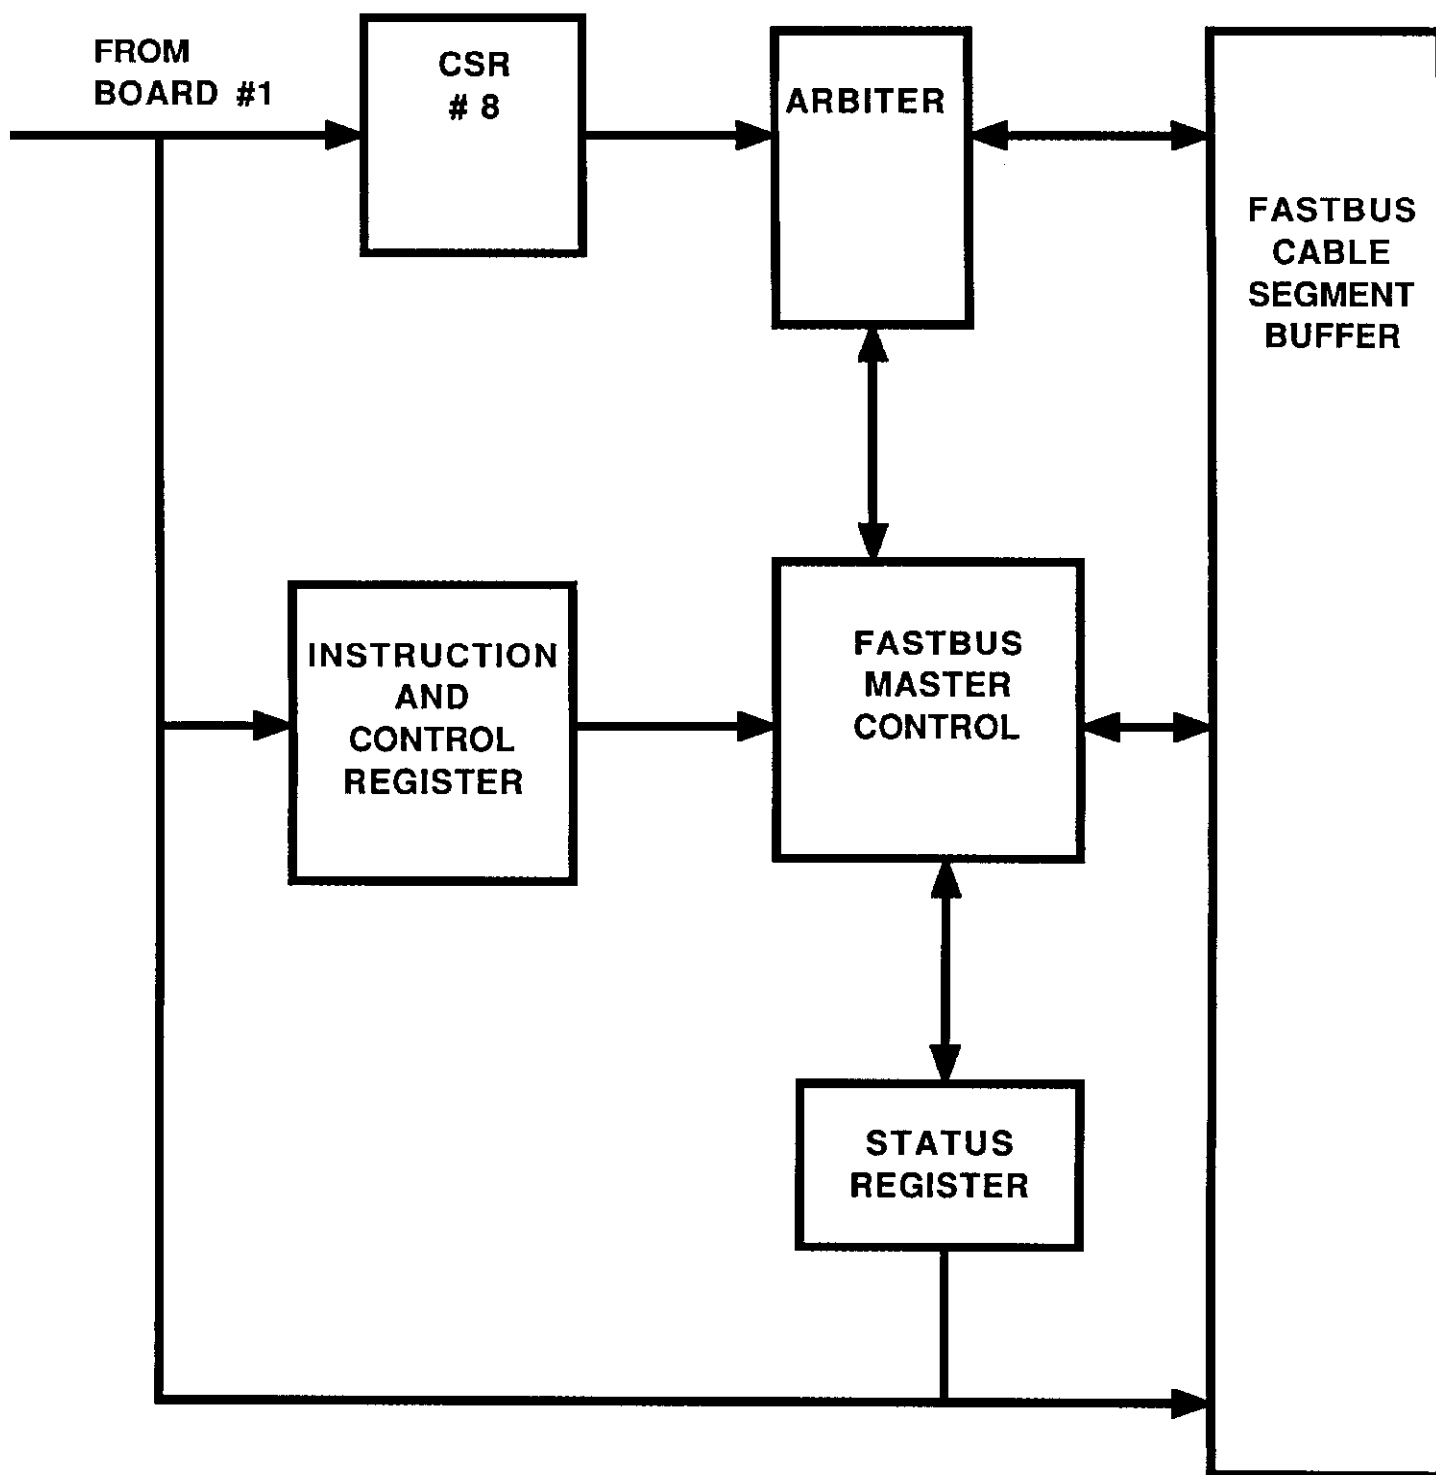 FROM
BOARD #1
CSR
# 8
ARBITER
FASTBUS
CABLE
SEGMENT
BUFFER
INSTRUCTION
AND
CONTROL
REGISTER
FASTBUS
MASTER
CONTROL
STATUS
REGISTER